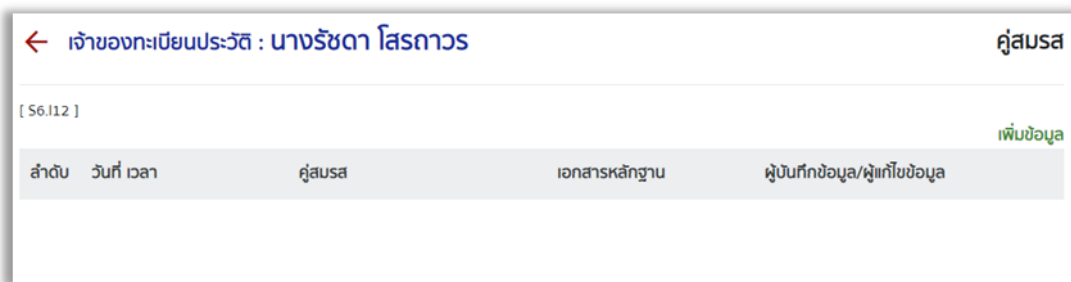 ← เจ้าของทะเบียนประวัติ : นางรัชดา โสรถาวร คู่สมรส
[ S6.I12 ]
เพิ่มข้อมูล
ลำดับ วันที่ เวลา คู่สมรส เอกสารหลักฐาน ผู้บันทึกข้อมูล/ผู้แก้ไขข้อมูล